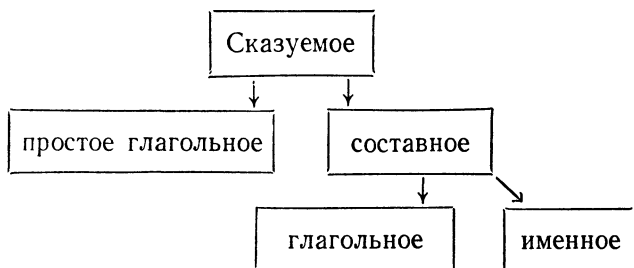 Сказуемое
простое глагольное
составное
глагольное
именное